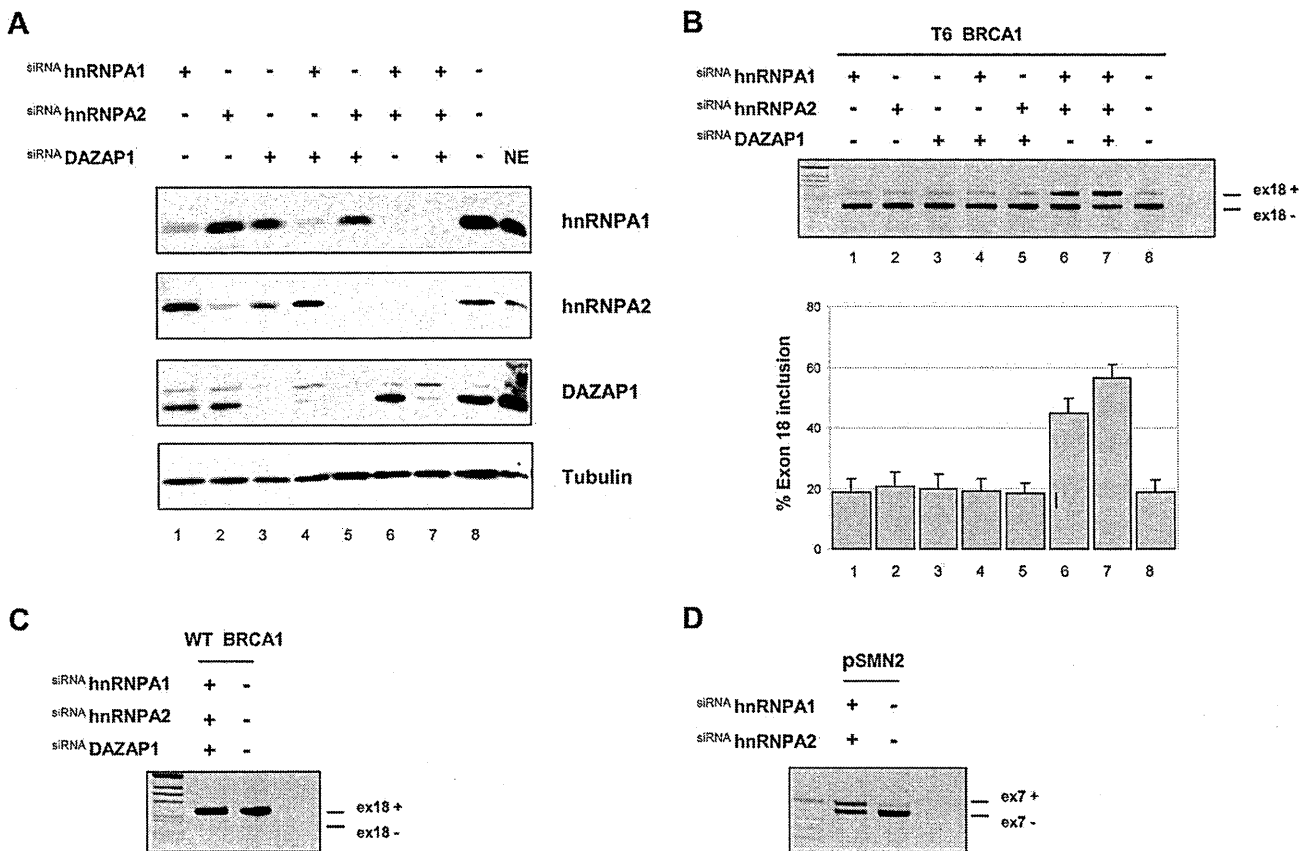 A
siRNA hnRNPA1 + - - + - + + -
siRNA hnRNPA2 - + - - + + + -
siRNA DAZAP1 - - + + + - + - NE
hnRNPA1
hnRNPA2
DAZAP1
Tubulin
1 2 3 4 5 6 7 8
B
T6 BRCA1
siRNA hnRNPA1 + - - + - + + -
siRNA hnRNPA2 - + - - + + + -
siRNA DAZAP1 - - + + + - + -
ex18 +
ex18 -
1 2 3 4 5 6 7 8
% Exon 18 inclusion
80
60
40
20
0
1 2 3 4 5 6 7 8
C
WT BRCA1
siRNA hnRNPA1 + -
siRNA hnRNPA2 + -
siRNA DAZAP1 + -
ex18 +
ex18 -
D
pSMN2
siRNA hnRNPA1 + -
siRNA hnRNPA2 + -
ex7 +
ex7 -